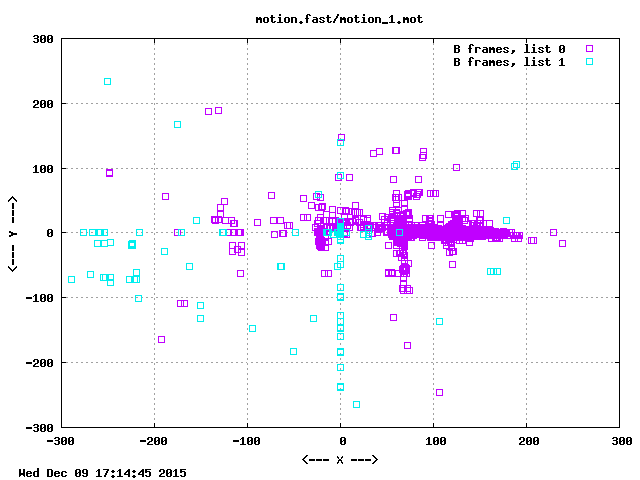 motion.fast/motion_1.mot
B frames, list 0
B frames, list 1
300
200
100
0
-100
-200
-300
<--- Y --->
-300
-200
-100
0
100
200
300
<--- X --->
Wed Dec 09 17:14:45 2015